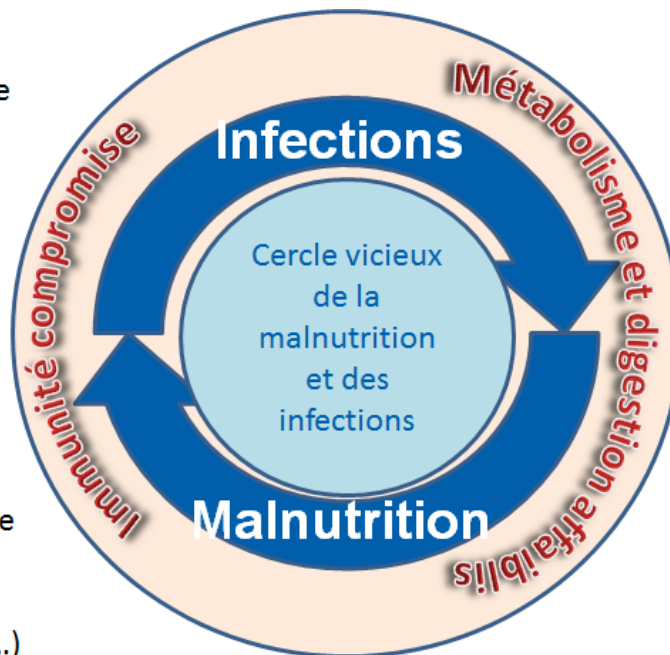 e
Métabolisme et digestion affaiblis
Infections
Immunité compromise
Cercle vicieux
de la
malnutrition
et des
infections
Malnutrition
e
..)